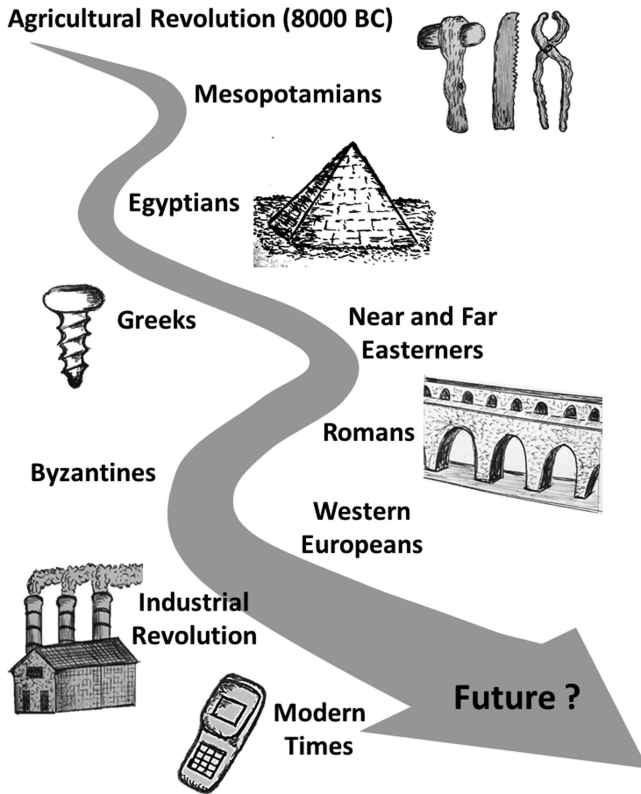 Agricultural Revolution (8000 BC)
Mesopotamians
Egyptians
Greeks
Near and Far
Easterners
Romans
Byzantines
Western
Europeans
Industrial
Revolution
Modern
Times
Future ?